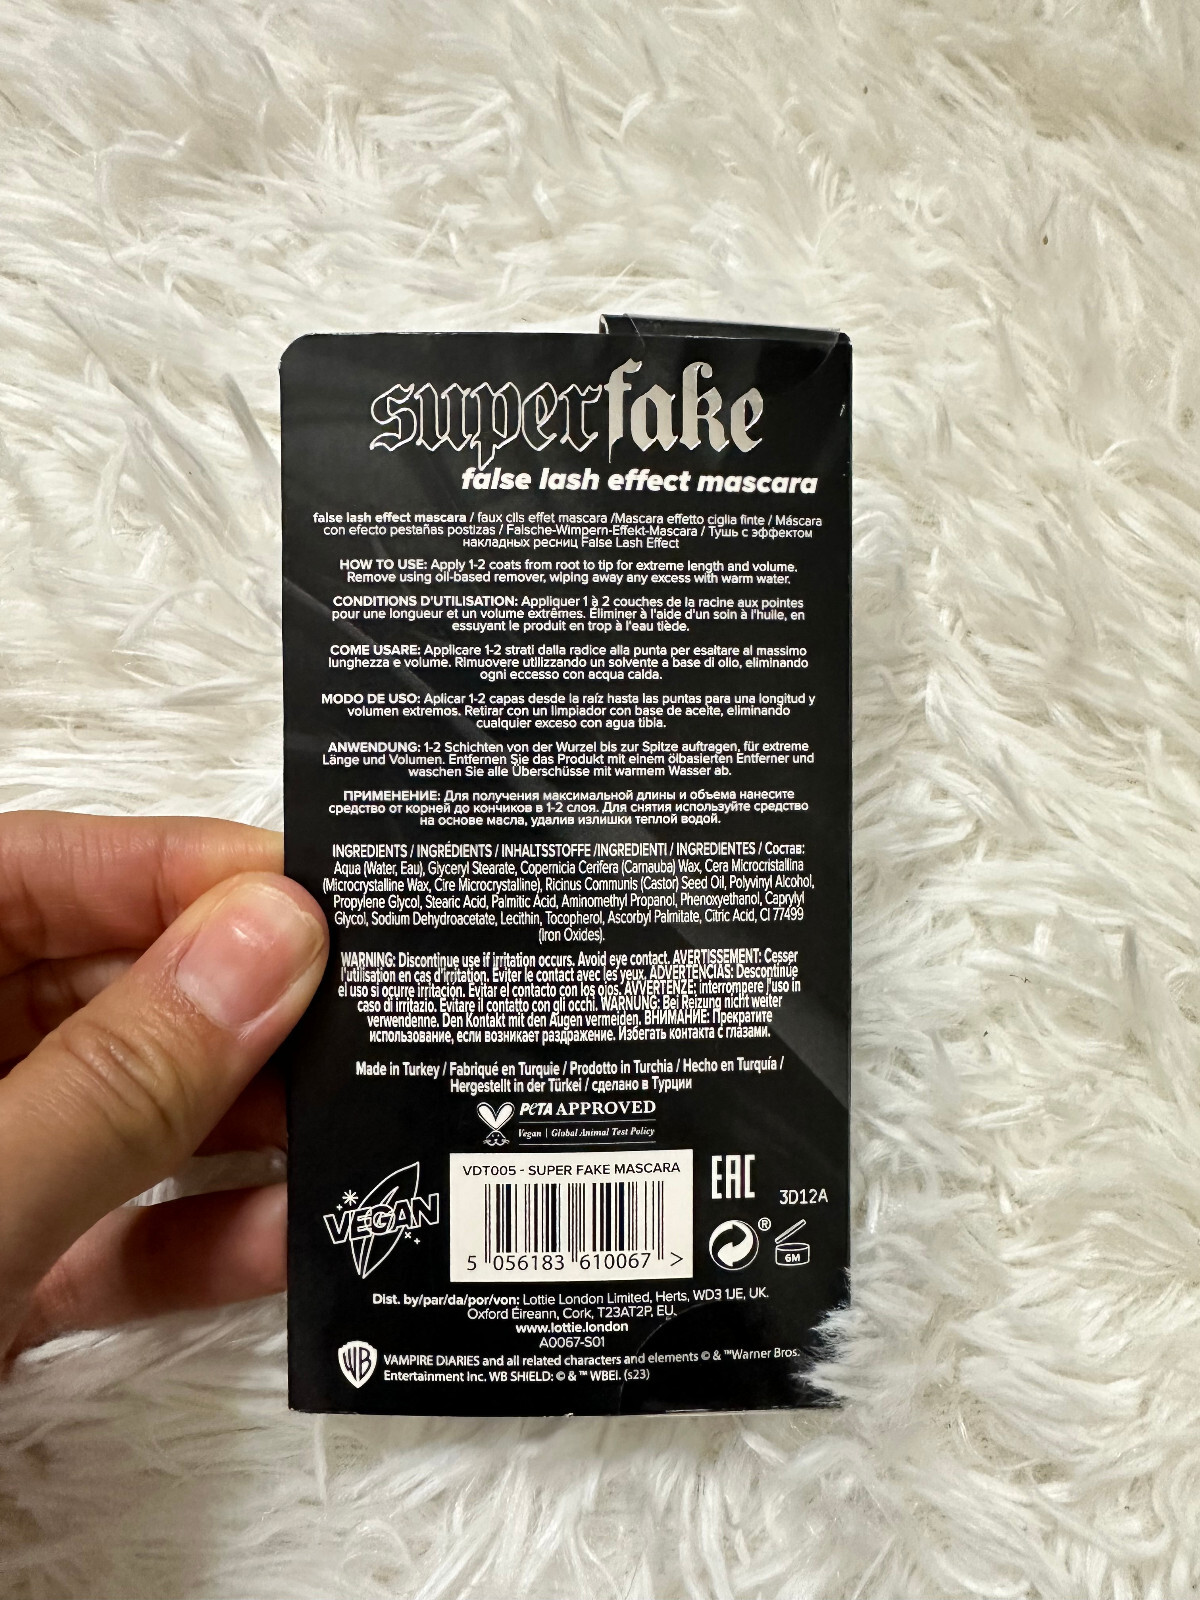 superfake
false lash effect mascara
false lash effect mascara / faux cils effet mascara /Mascara effetto ciglia finte / Máscara
con efecto pestañas postizas / Falsche-Wimpern-Effekt-Mascara / Тушь с эффектом
накладных ресниц False Lash Effect
HOW TO USE: Apply 1-2 coats from root to tip for extreme length and volume.
Remove using oil-based remover, wiping away any excess with warm water.
CONDITIONS D'UTILISATION: Appliquer 1 à 2 couches de la racine aux pointes
pour une longueur et un volume extrêmes. Éliminer à l'aide d'un soin à l'huile, en
essuyant le produit en trop à l'eau tiède.
COME USARE: Applicare 1-2 strati dalla radice alla punta per esaltare al massimo
lunghezza e volume. Rimuovere utilizzando un solvente a base di olio, eliminando
ogni eccesso con acqua calda.
MODO DE USO: Aplicar 1-2 capas desde la raíz hasta las puntas para una longitud y
volumen extremos. Retirar con un limpiador con base de aceite, eliminando
cualquier exceso con agua tibia.
ANWENDUNG: 1-2 Schichten von der Wurzel bis zur Spitze auftragen, für extreme
Länge und Volumen. Entfernen Sie das Produkt mit einem ölbasierten Entferner und
waschen Sie alle Überschüsse mit warmem Wasser ab.
ПРИМЕНЕНИЕ: Для получения максимальной длины и объема нанесите
средство от корней до кончиков в 1-2 слоя. Для снятия используйте средство
на основе масла, удалив излишки теплой водой.
INGREDIENTS / INGRÉDIENTS / INHALTSSTOFFE /INGREDIENTI / INGREDIENTES / Состав:
Aqua (Water, Eau), Glyceryl Stearate, Copernicia Cerifera (Carnauba) Wax, Cera Microcristallina
(Microcrystalline Wax, Cire Microcrystalline), Ricinus Communis (Castor) Seed Oil, Polyvinyl Alcohol,
Propylene Glycol, Stearic Acid, Palmitic Acid, Aminomethyl Propanol, Phenoxyethanol, Caprylyl
Glycol, Sodium Dehydroacetate, Lecithin, Tocopherol, Ascorbyl Palmitate, Citric Acid, CI 77499
(Iron Oxides).
WARNING: Discontinue use if irritation occurs. Avoid eye contact. AVERTISSEMENT: Cesser
l'utilisation en cas d'irritation. Éviter le contact avec les yeux. ADVERTENCIAS: Descontinúe
el uso si ocurre irritación. Evitar el contacto con los ojos. AVVERTENZE: interrompere l'uso in
caso di irritazio. Evitare il contatto con gli occhi. WARNUNG: Bei Reizung nicht weiter
verwendenne. Den Kontakt mit den Augen vermeiden. ВНИМАНИЕ: Прекратите
использование, если возникает раздражение. Избегать контакта с глазами.
Made in Turkey / Fabriqué en Turquie / Prodotto in Turchia / Hecho en Turquía /
Hergestellt in der Türkei / сделано в Турции
PETA APPROVED
Vegan | Global Animal Test Policy
VEGAN
VDT005 - SUPER FAKE MASCARA
5 056183 610067 >
EAC
3D12A
®
6M
Dist. by/par/da/por/von: Lottie London Limited, Herts, WD3 1JE, UK.
Oxford Éireann, Cork, T23AT2P, EU.
www.lottie.london
A0067-S01
WB
VAMPIRE DIARIES and all related characters and elements © & ™Warner Bros.
Entertainment Inc. WB SHIELD: © & ™ WBEI. (s23)